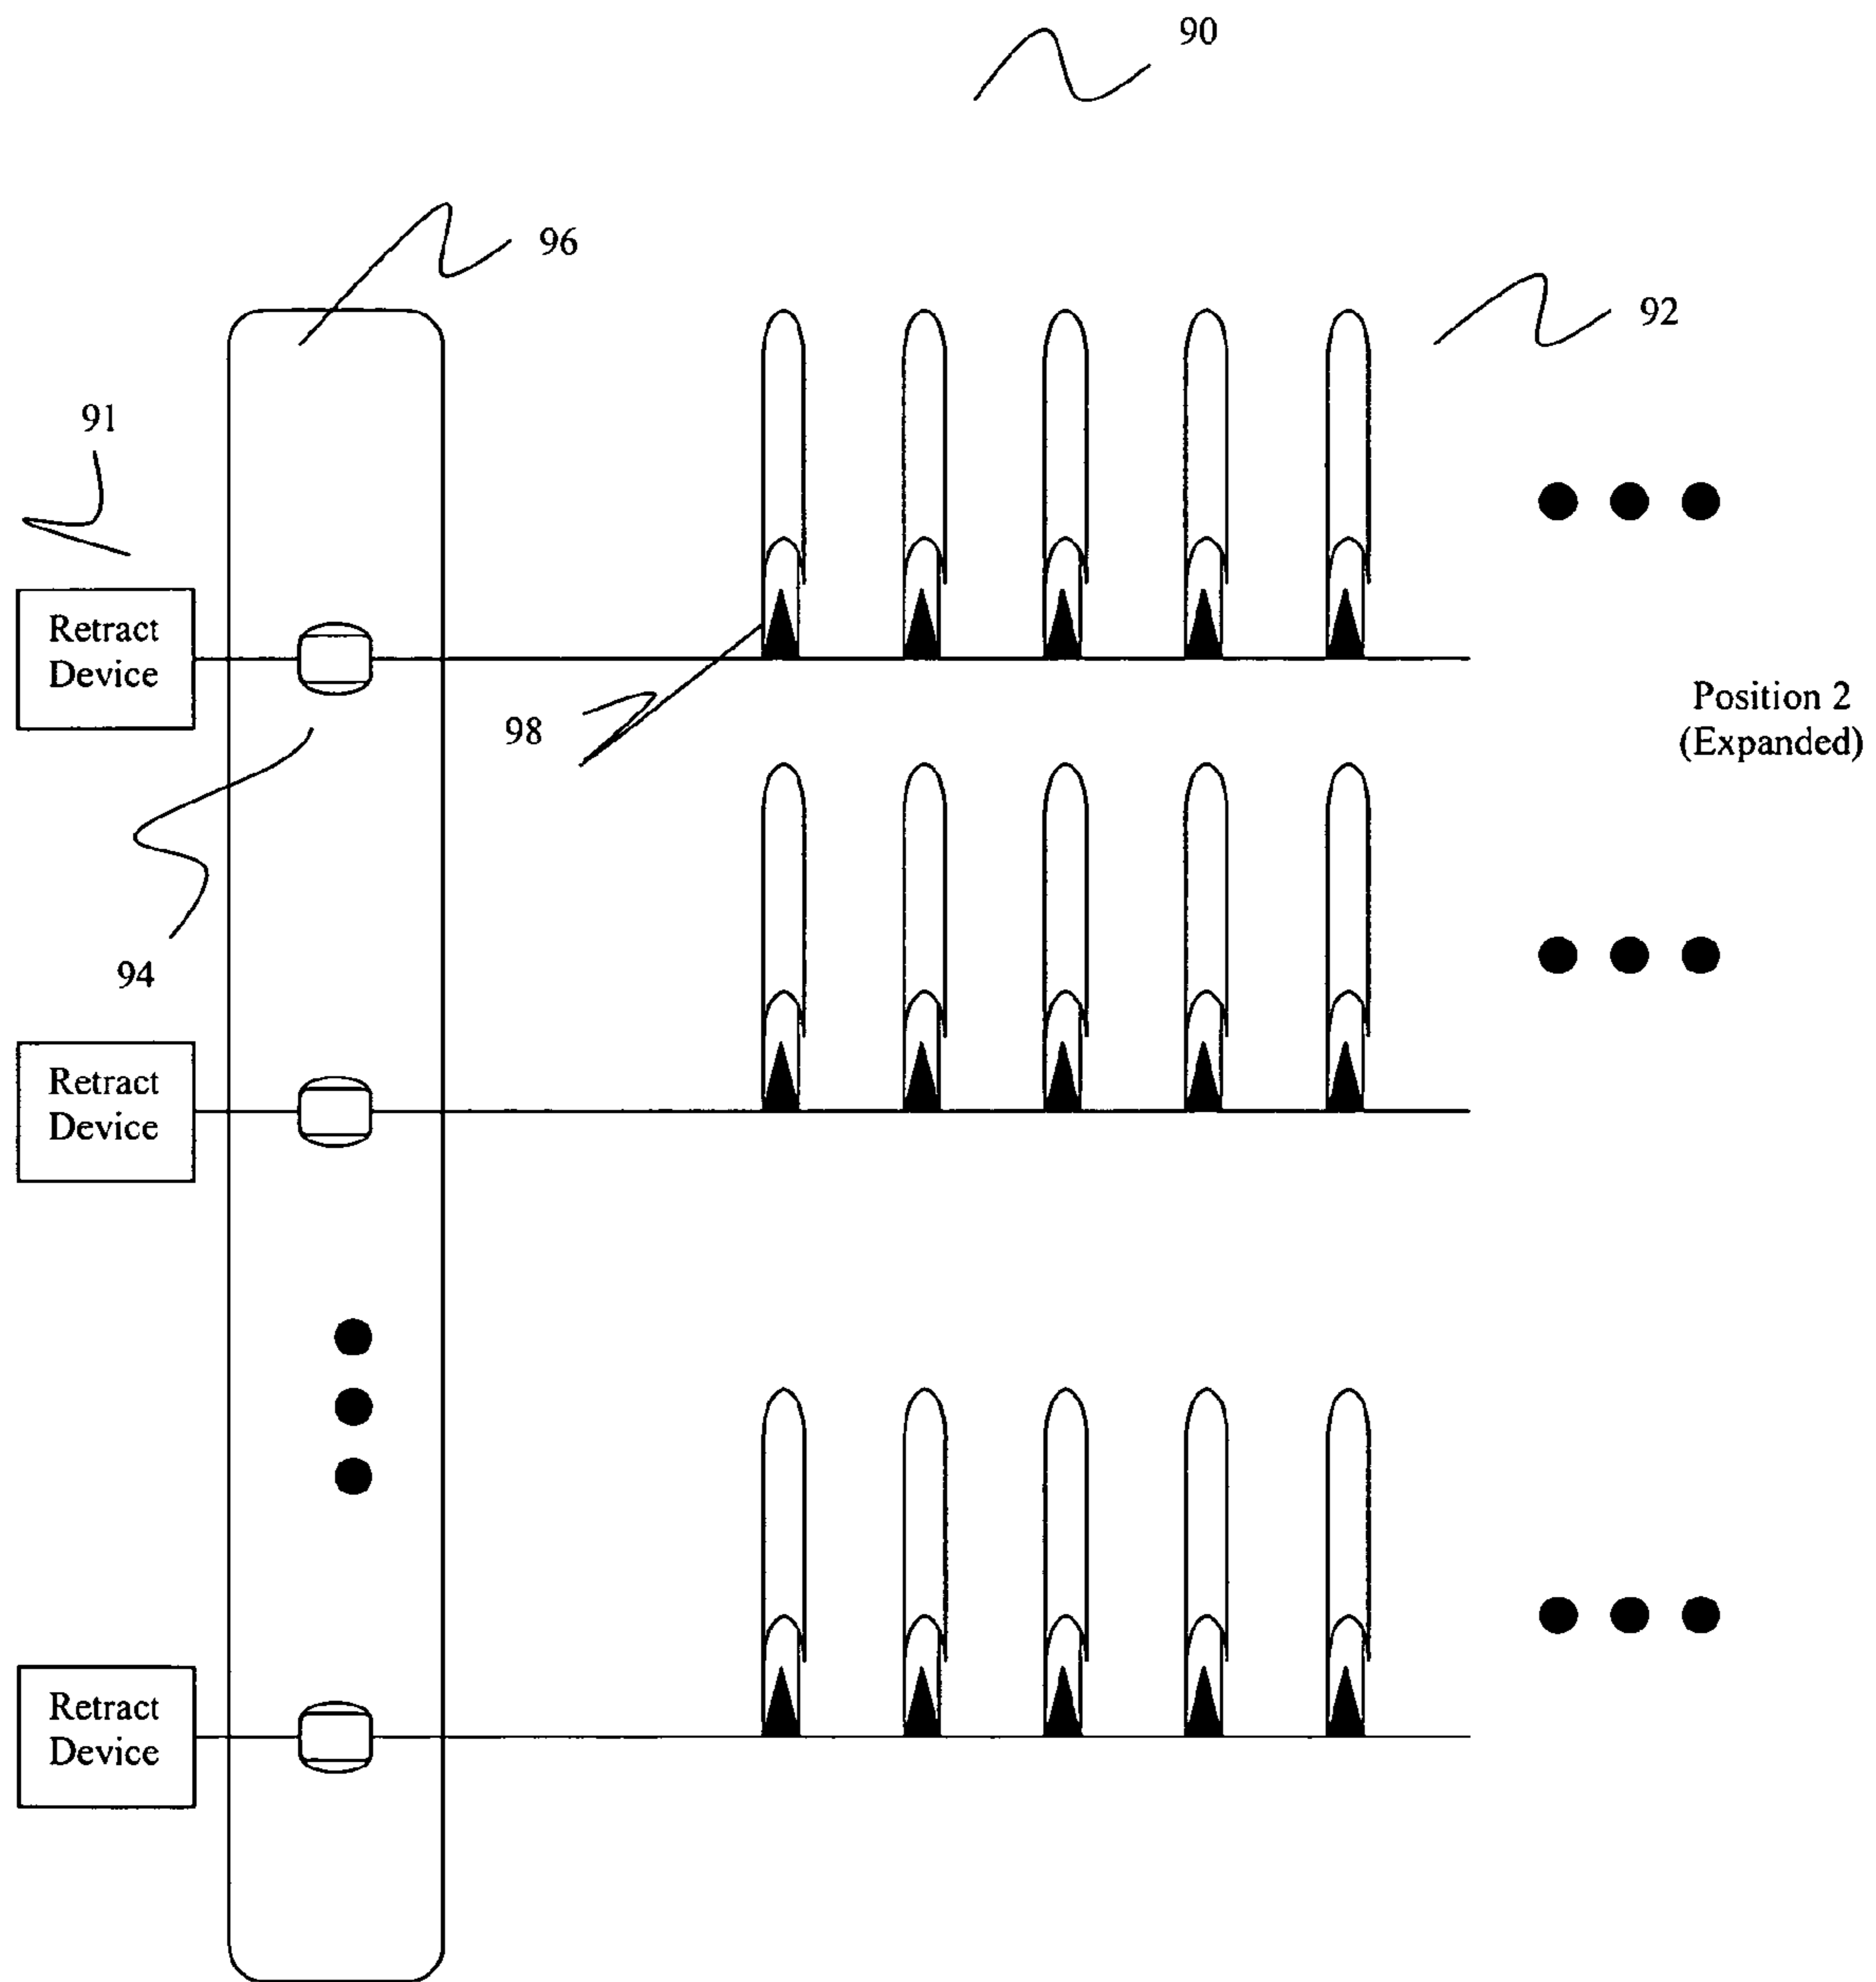 90
96
92
91
Retract
Device
Position 2
(Expanded)
98
94
Retract
Device
Retract
Device